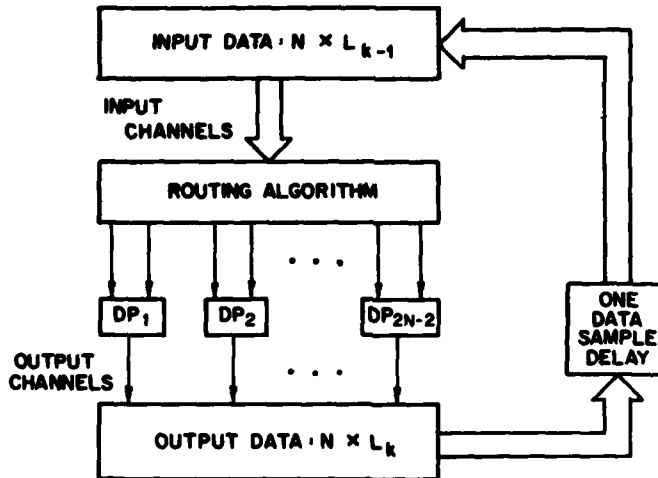 INPUT DATA: N × L_{k-1}
INPUT
CHANNELS
ROUTING ALGORITHM
. . .
DP_1 DP_2 DP_{2N-2}
ONE
DATA
SAMPLE
DELAY
OUTPUT
CHANNELS
. . .
OUTPUT DATA: N × L_k